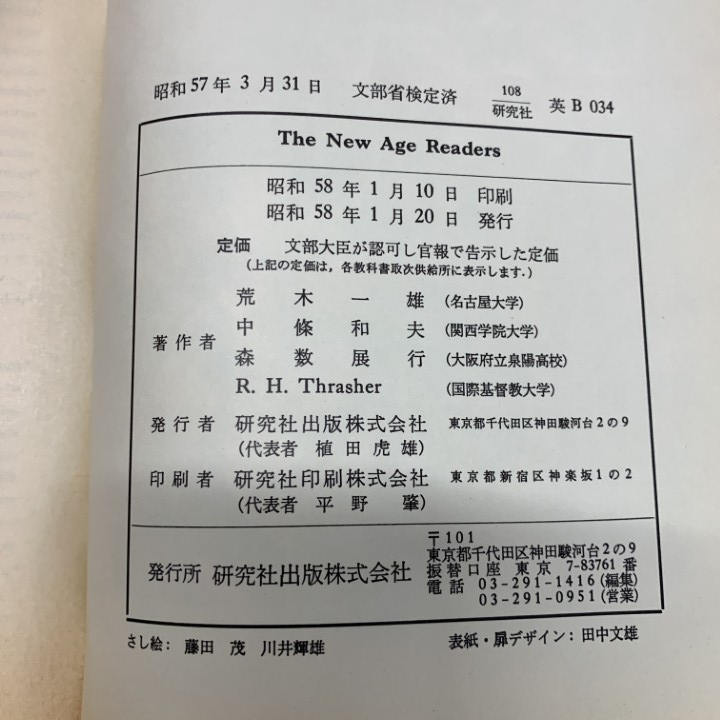 昭和57年 3 月 31 日 文部省検定済 108 研究社 英 B 034
The New Age Readers
昭和 58 年 1 月 10 日 印刷
昭和 58 年 1 月 20 日 発行
定価 文部大臣が認可し官報で告示した定価
(上記の定価は，各教科書取次供給所に表示します．)
著作者
荒木一雄 (名古屋大学)
中條和夫 (関西学院大学)
森数展行 (大阪府立泉陽高校)
R. H. Thrasher (国際基督教大学)
発行者 研究社出版株式会社 東京都千代田区神田駿河台2の9
(代表者 植田虎雄)
印刷者 研究社印刷株式会社 東京都新宿区神楽坂1の2
(代表者 平野肇)
発行所 研究社出版株式会社
〒101
東京都千代田区神田駿河台2の9
振替口座 東京 7-83761 番
電話 03-291-1416 (編集)
03-291-0951 (営業)
さし絵： 藤田 茂 川井輝雄
表紙・扉デザイン：田中文雄